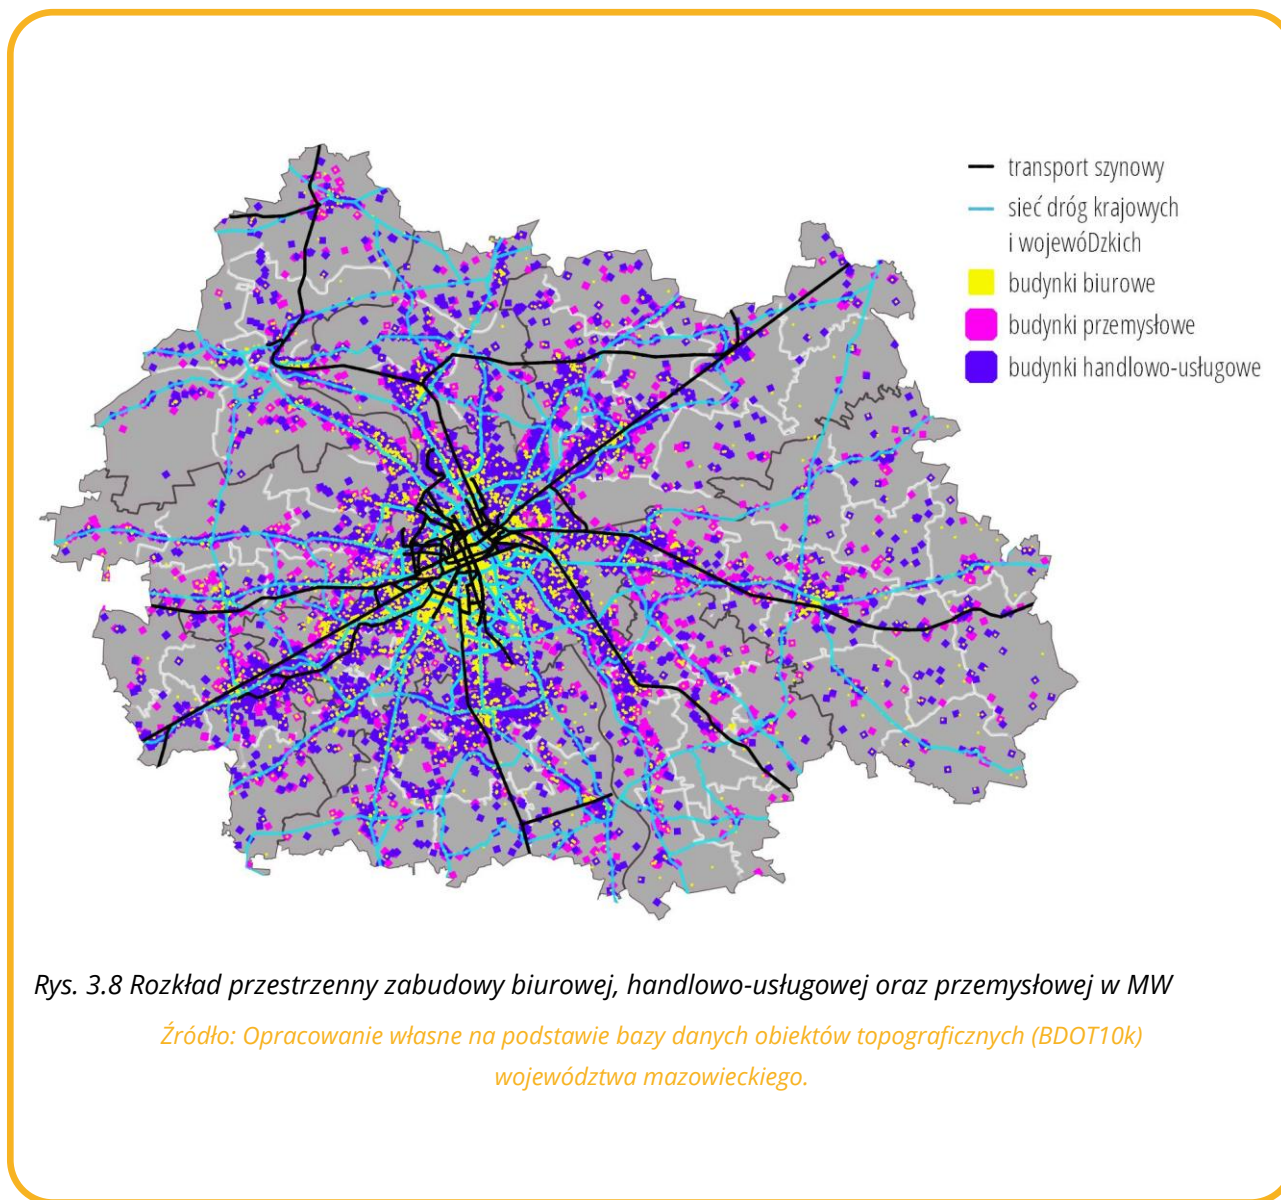 transport szynowy
sieć dróg krajowych
i wojewóDzkich
budynki biurowe
budynki przemysłowe
budynki handlowo-usługowe
Rys. 3.8 Rozkład przestrzenny zabudowy biurowej, handlowo-usługowej oraz przemysłowej w MW
Źródło: Opracowanie własne na podstawie bazy danych obiektów topograficznych (BDOT10k)
województwa mazowieckiego.